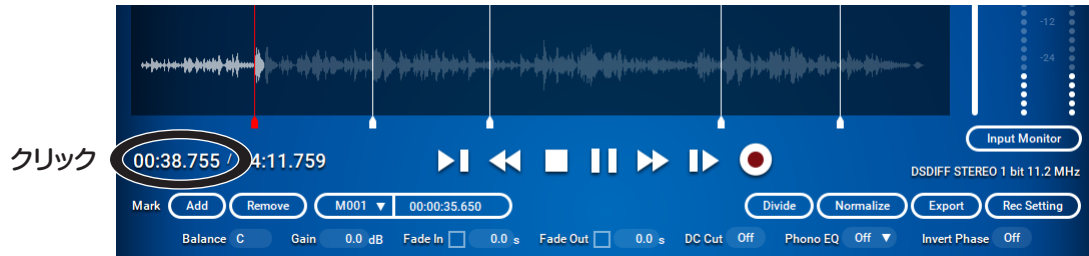 -12
-24
クリック
00:38.755 / 4:11.759
Input Monitor
DSDIFF STEREO 1 bit 11.2 MHz
Mark Add Remove M001 ▼ 00:00:35.650 Divide Normalize Export Rec Setting
Balance C Gain 0.0 dB Fade In 0.0 s Fade Out 0.0 s DC Cut Off Phono EQ Off ▼ Invert Phase Off